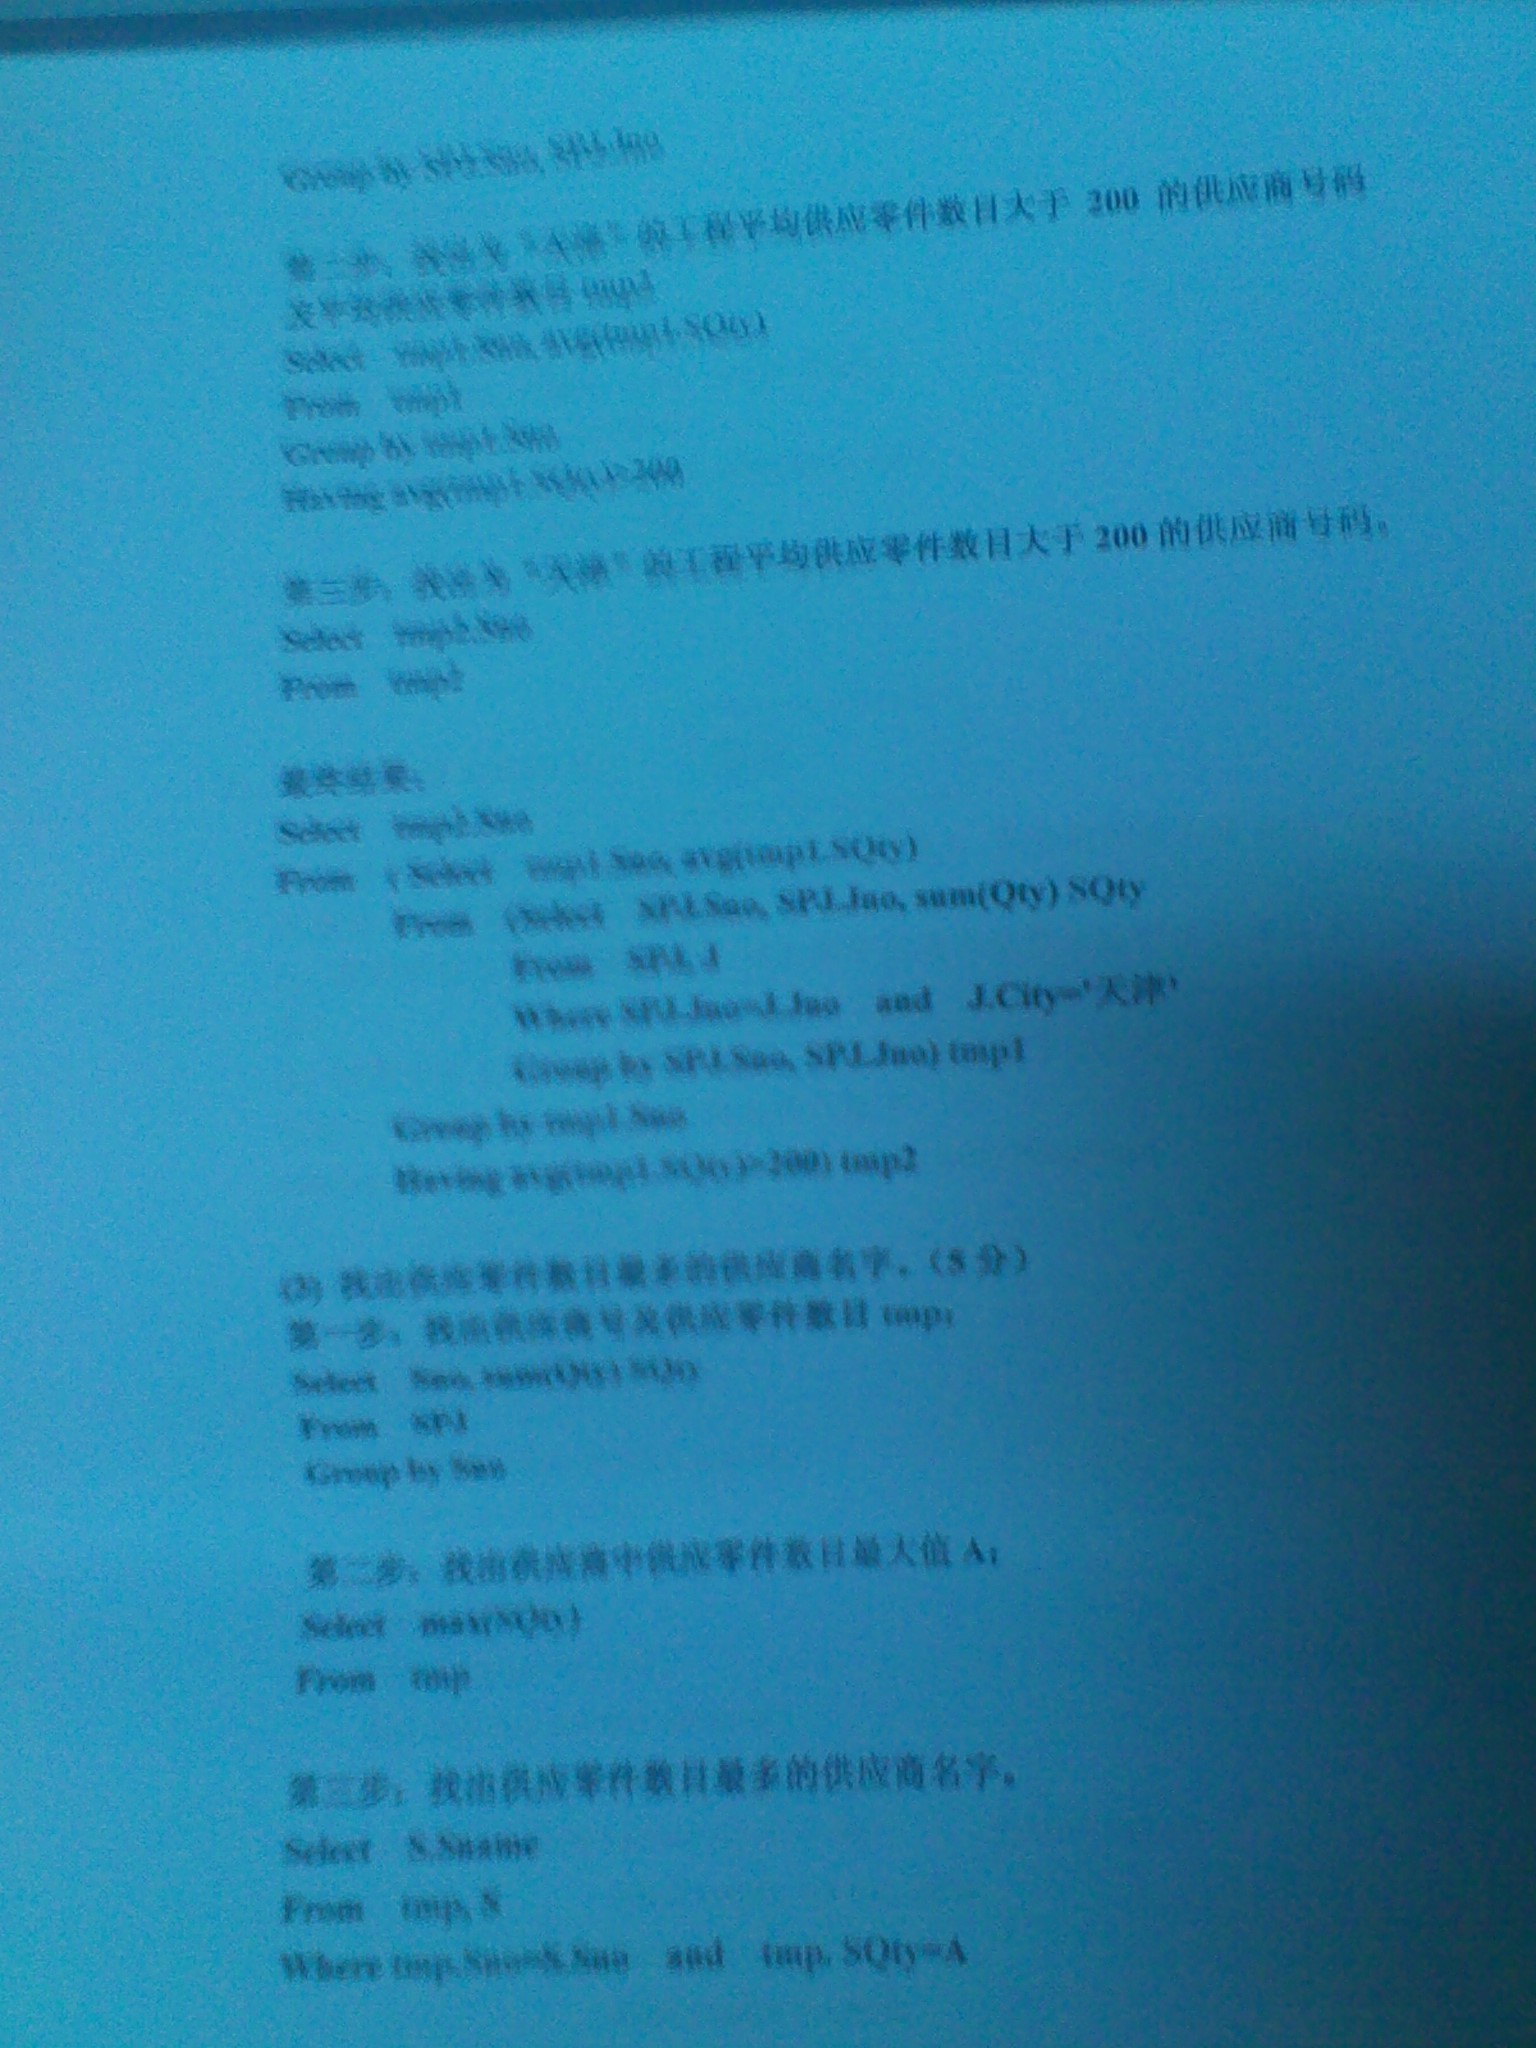 Group by SPJ.Sno, SPJ.Jno
第二步：找出为“天津”的工程平均供应零件数目大于 200 的供应商号码
及平均供应零件数目 tmp2
Select tmp1.Sno, avg(tmp1.SQty)
From tmp1
Group by tmp1.Sno
Having avg(tmp1.SQty)>200
第三步：找出为“天津”的工程平均供应零件数目大于 200 的供应商号码。
Select tmp2.Sno
From tmp2
最终结果：
Select tmp2.Sno
From ( Select tmp1.Sno, avg(tmp1.SQty)
From (Select SPJ.Sno, SPJ.Jno, sum(Qty) SQty
From SPJ, J
Where SPJ.Jno=J.Jno and J.City='天津'
Group by SPJ.Sno, SPJ.Jno) tmp1
Group by tmp1.Sno
Having avg(tmp1.SQty)>200) tmp2
(3) 找出供应零件数目最多的供应商名字。（5 分）
第一步：找出供应商号及供应零件数目 tmp；
Select Sno, sum(Qty) SQty
From SPJ
Group by Sno
第二步：找出供应商中供应零件数目最大值 A；
Select max(SQty)
From tmp
第三步：找出供应零件数目最多的供应商名字。
Select S.Sname
From tmp, S
Where tmp.Sno=S.Sno and tmp. SQty=A